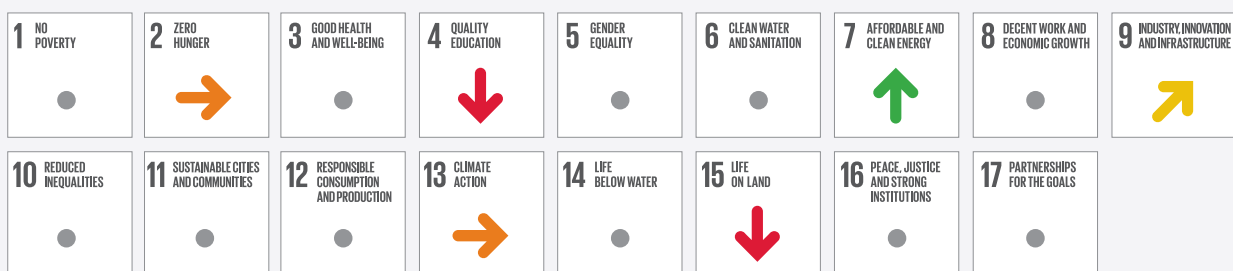 1 NO
POVERTY
2 ZERO
HUNGER
3 GOOD HEALTH
AND WELL-BEING
4 QUALITY
EDUCATION
5 GENDER
EQUALITY
6 CLEAN WATER
AND SANITATION
7 AFFORDABLE AND
CLEAN ENERGY
8 DECENT WORK AND
ECONOMIC GROWTH
9 INDUSTRY, INNOVATION
AND INFRASTRUCTURE
10 REDUCED
INEQUALITIES
11 SUSTAINABLE CITIES
AND COMMUNITIES
12 RESPONSIBLE
CONSUMPTION
AND PRODUCTION
13 CLIMATE
ACTION
14 LIFE
BELOW WATER
15 LIFE
ON LAND
16 PEACE, JUSTICE
AND STRONG
INSTITUTIONS
17 PARTNERSHIPS
FOR THE GOALS